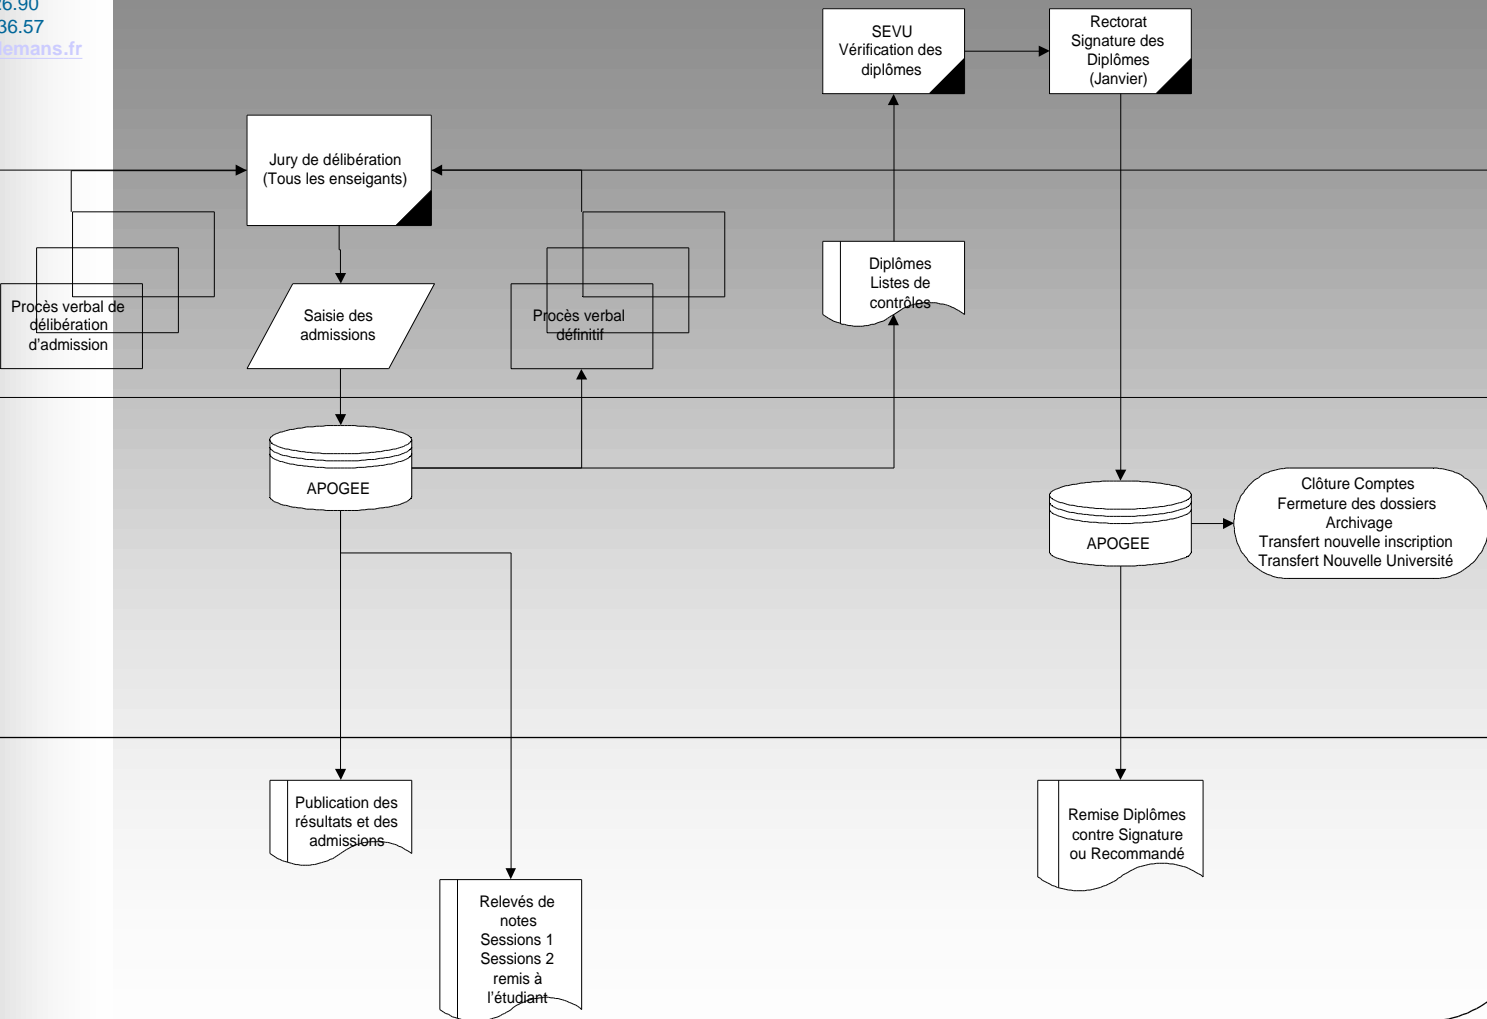 26.90
36.57
lemans.fr
SEVU
Vérification des
diplômes
Rectorat
Signature des
Diplômes
(Janvier)
Jury de délibération
(Tous les enseigants)
Procès verbal de
délibération
d'admission
Saisie des
admissions
Procès verbal
définitif
Diplômes
Listes de
contrôles
APOGEE
APOGEE
Clôture Comptes
Fermeture des dossiers
Archivage
Transfert nouvelle inscription
Transfert Nouvelle Université
Publication des
résultats et des
admissions
Remise Diplômes
contre Signature
ou Recommandé
Relevés de
notes
Sessions 1
Sessions 2
remis à
l'étudiant